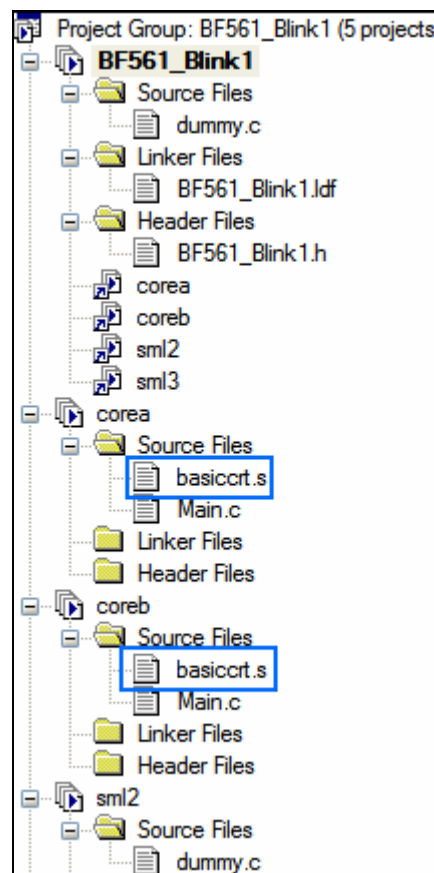 Project Group: BF561_Blink1 (5 projects
BF561_Blink1
Source Files
dummy.c
Linker Files
BF561_Blink1.ldf
Header Files
BF561_Blink1.h
corea
coreb
sml2
sml3
corea
Source Files
basiccrt.s
Main.c
Linker Files
Header Files
coreb
Source Files
basiccrt.s
Main.c
Linker Files
Header Files
sml2
Source Files
dummy.c